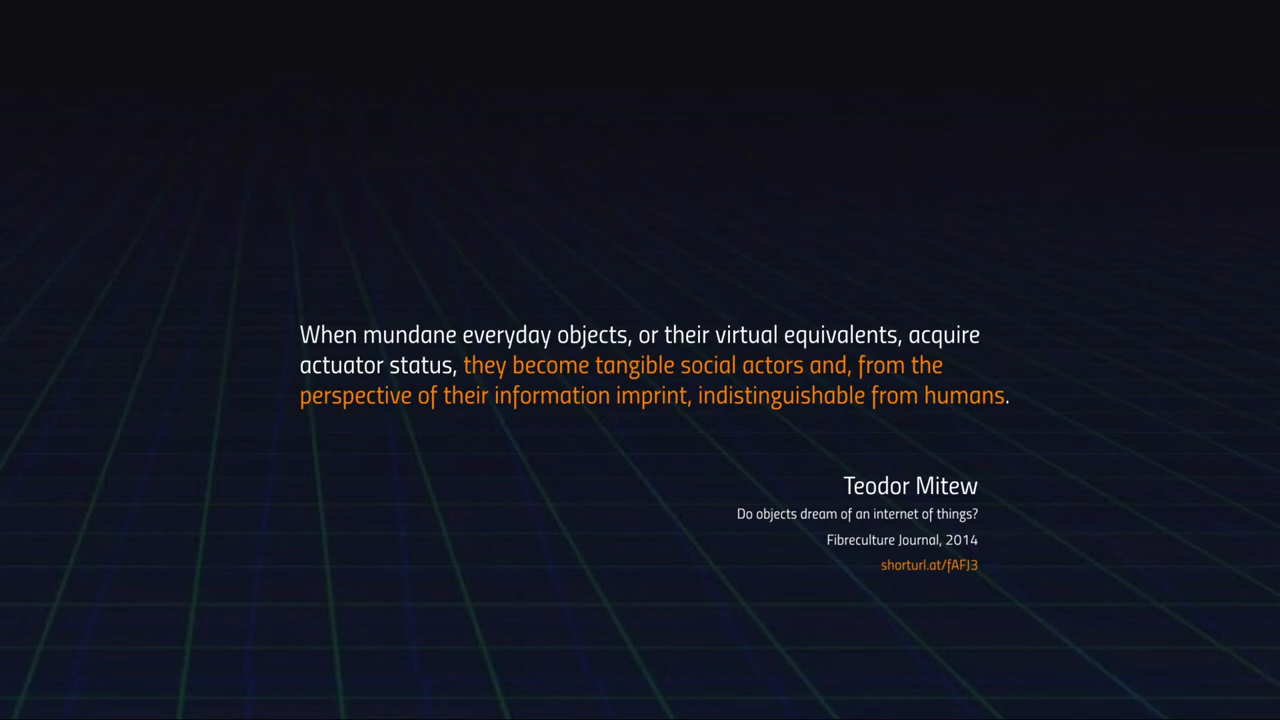 When mundane everyday objects, or their virtual equivalents, acquire
actuator status, they become tangible social actors and, from the
perspective of their information imprint, indistinguishable from humans.
Teodor Mitew
Do objects dream of an internet of things?
Fibreculture Journal, 2014
shorturl.at/fAFJ3